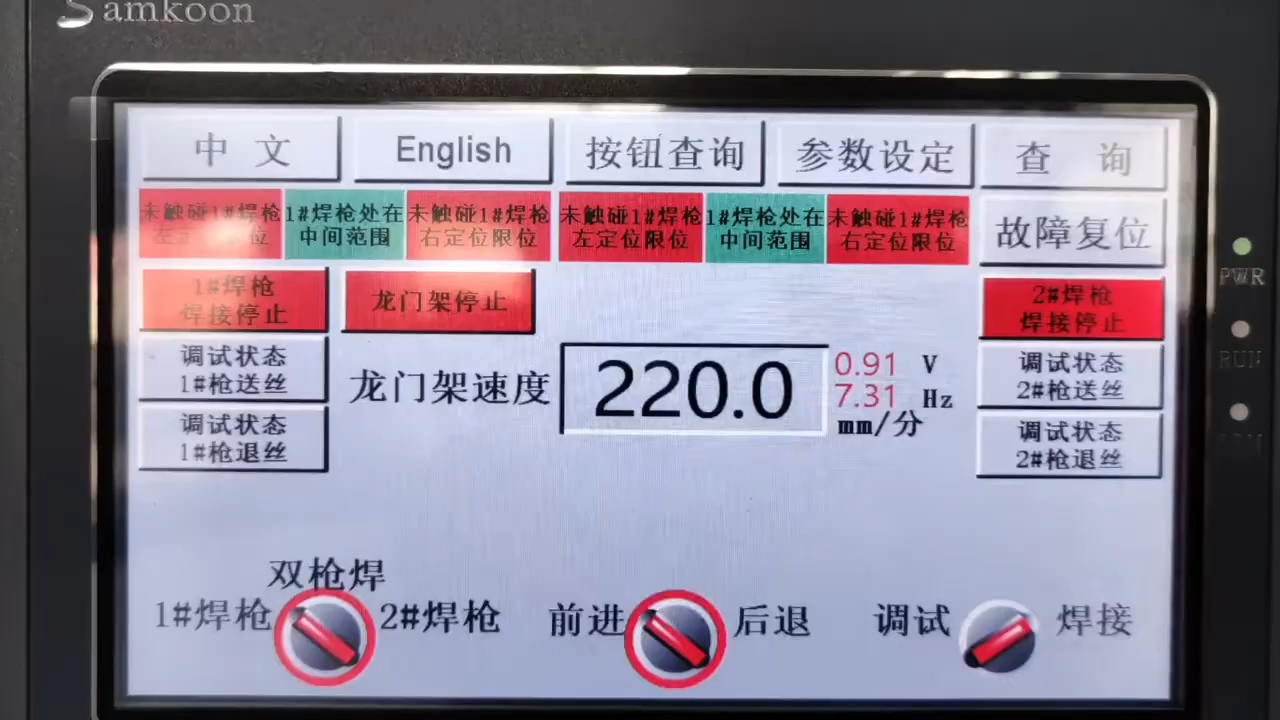 Samkoon
中 文
English
按钮查询
参数设定
查 询
未触碰1#焊枪
左定位限位
1#焊枪处在
中间范围
未触碰1#焊枪
右定位限位
未触碰1#焊枪
左定位限位
1#焊枪处在
中间范围
未触碰1#焊枪
右定位限位
故障复位
1#焊枪
焊接停止
龙门架停止
2#焊枪
焊接停止
调试状态
1#枪送丝
龙门架速度
220.0
0.91 V
7.31 Hz
mm/分
调试状态
2#枪送丝
调试状态
1#枪退丝
调试状态
2#枪退丝
双枪焊
1#焊枪
2#焊枪
前进
后退
调试
焊接
PWR
RUN